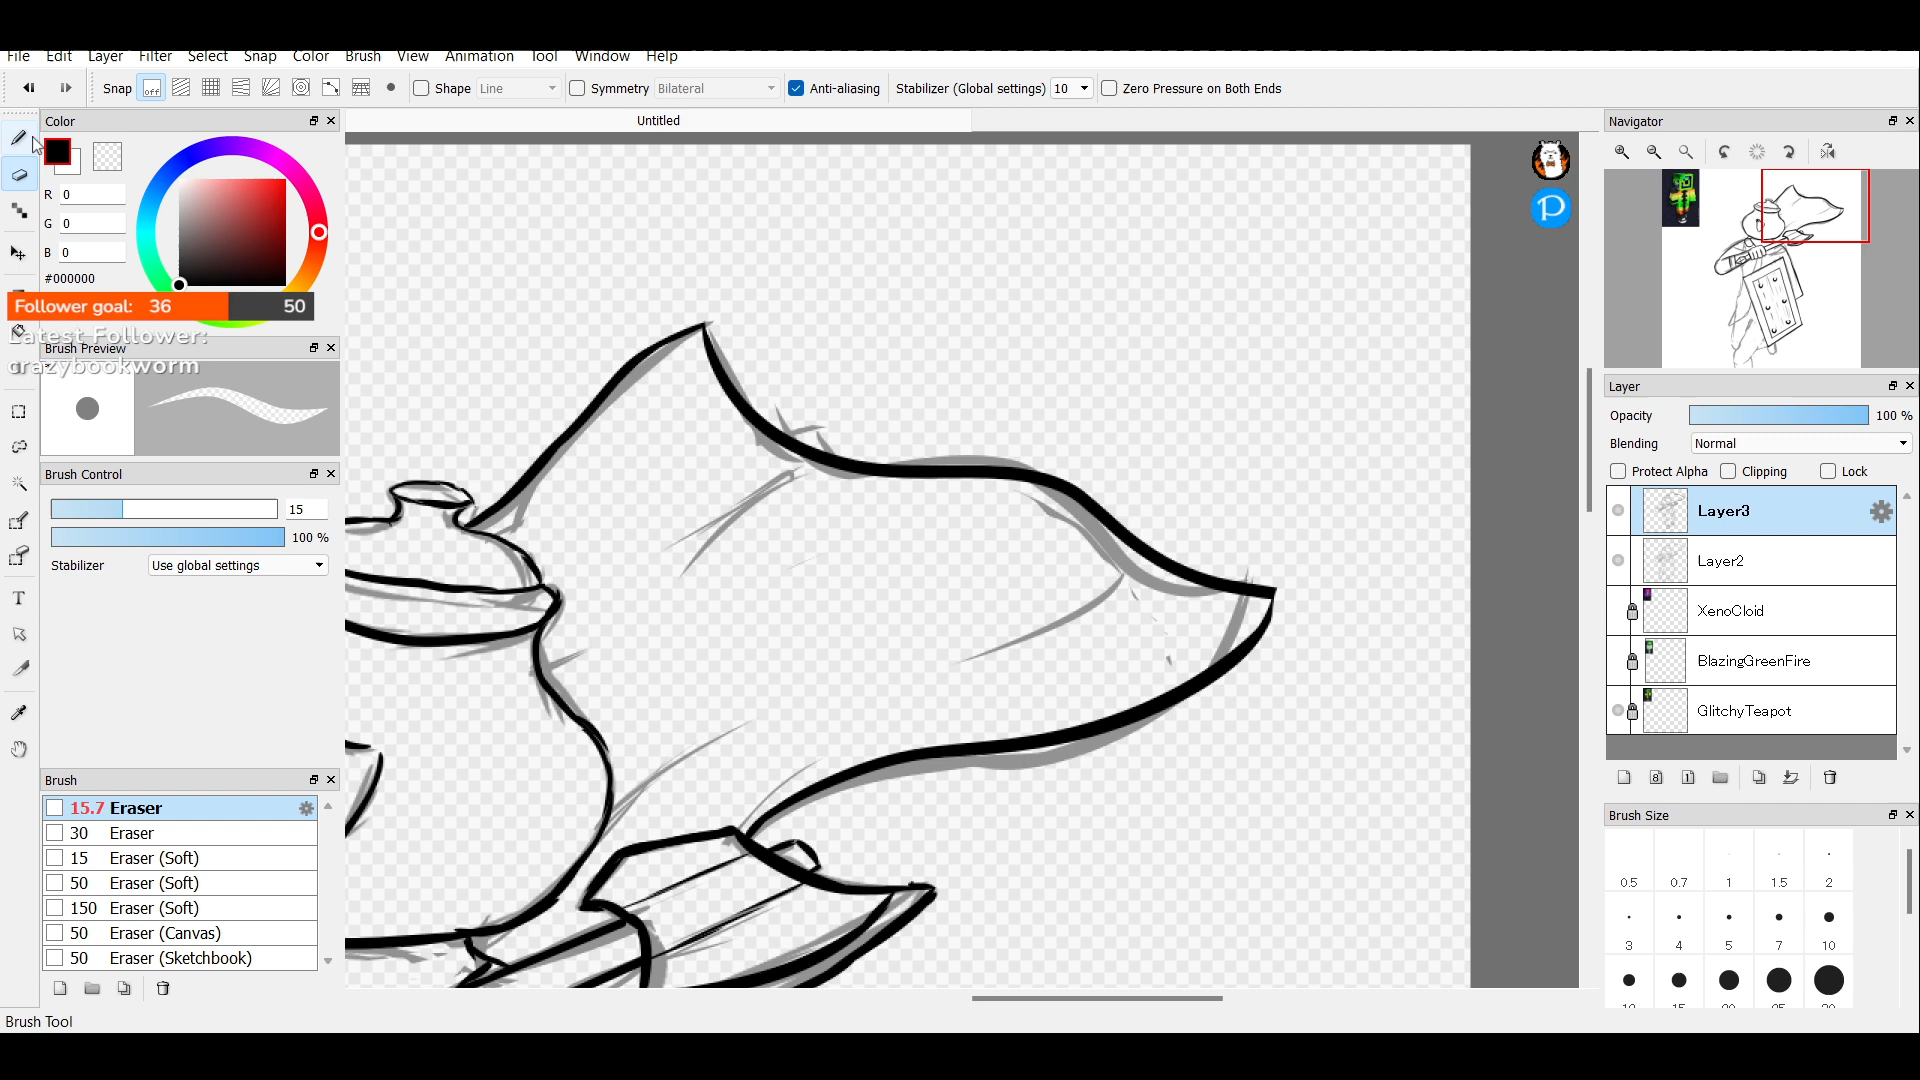 File Edit Layer Filter Select Snap Color Brush View Animation Tool Window Help
Snap off Shape Line Symmetry Bilateral Anti-aliasing Stabilizer (Global settings) 10 Zero Pressure on Both Ends
Color
Untitled
Navigator
R 0
G 0
B 0
#000000
Follower goal: 36 50
Latest Follower:
crazybookworm
Brush Preview
Brush Control
15
100 %
Stabilizer Use global settings
Brush
15.7 Eraser
30 Eraser
15 Eraser (Soft)
50 Eraser (Soft)
150 Eraser (Soft)
50 Eraser (Canvas)
50 Eraser (Sketchbook)
Brush Tool
Layer
Opacity 100 %
Blending Normal
Protect Alpha Clipping Lock
Layer3
Layer2
XenoCloid
BlazingGreenFire
GlitchyTeapot
Brush Size
0.5 0.7 1 1.5 2
3 4 5 7 10